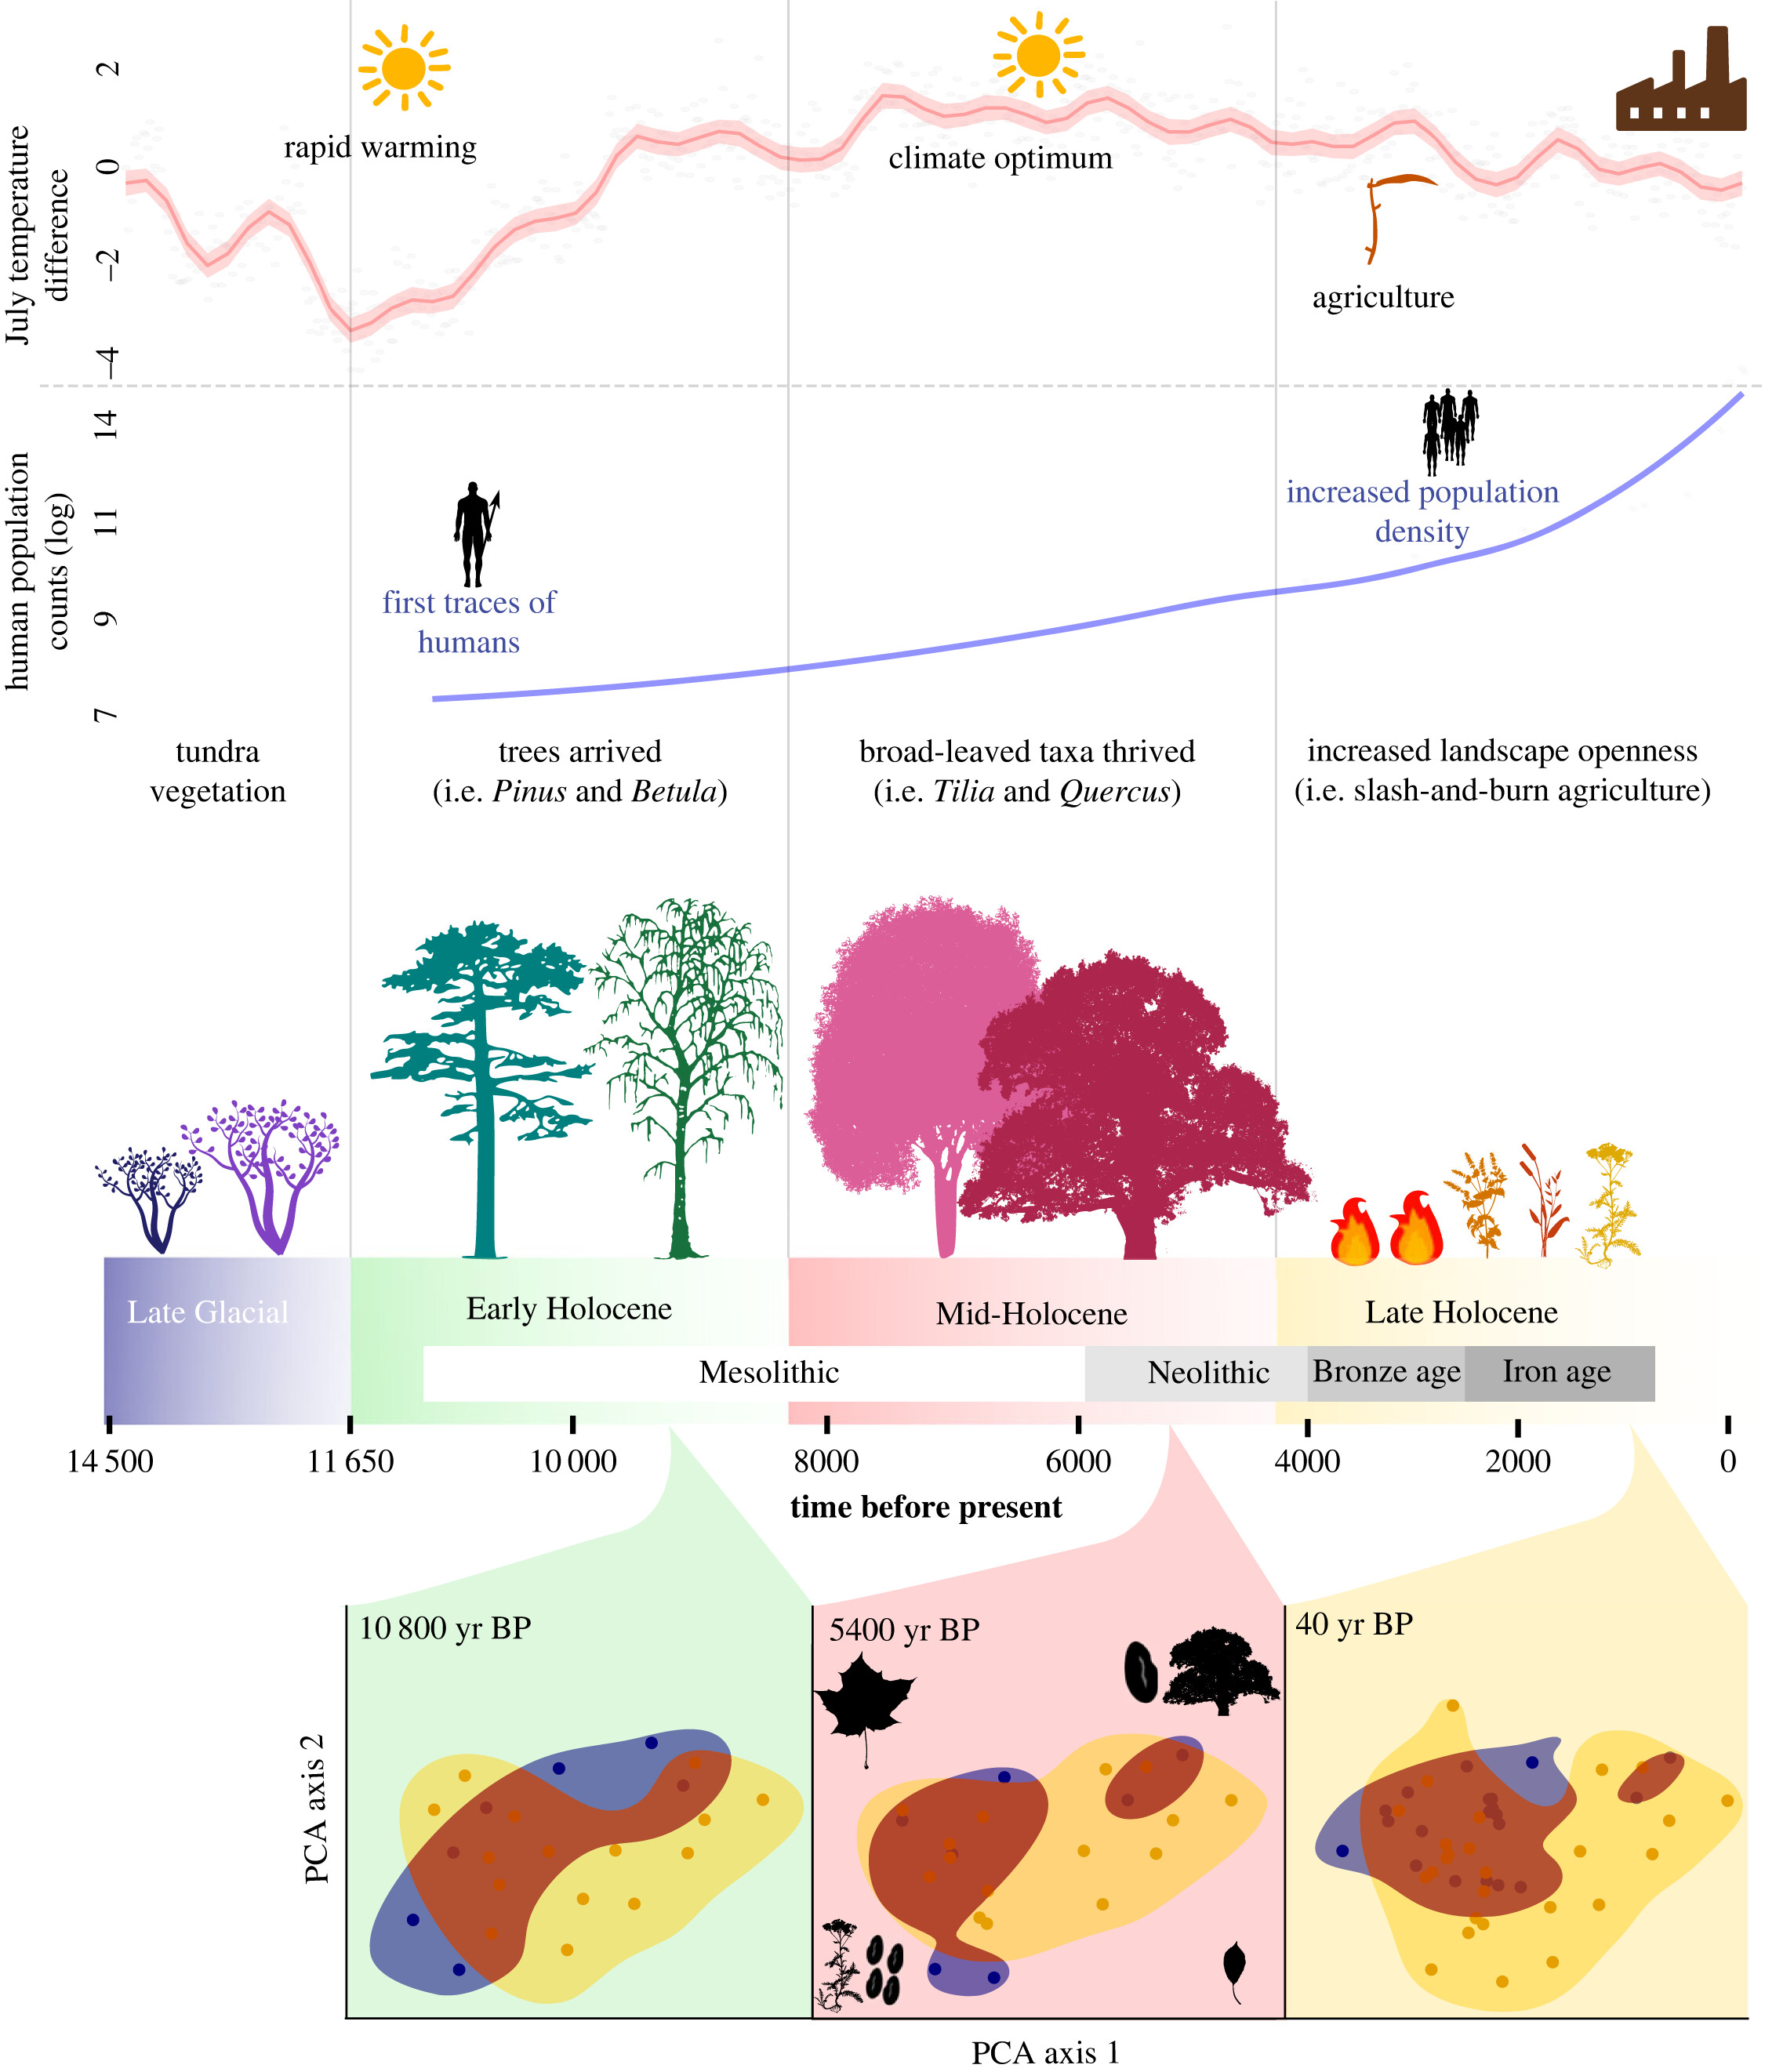 2
0
−2
−4
July temperature
difference
rapid warming
climate optimum
agriculture
14
11
9
7
human population
counts (log)
first traces of
humans
increased population
density
tundra
vegetation
trees arrived
(i.e. Pinus and Betula)
broad-leaved taxa thrived
(i.e. Tilia and Quercus)
increased landscape openness
(i.e. slash-and-burn agriculture)
Late Glacial
Early Holocene
Mid-Holocene
Late Holocene
Mesolithic
Neolithic
Bronze age
Iron age
14 500
11 650
10 000
8000
6000
4000
2000
0
time before present
10 800 yr BP
5400 yr BP
40 yr BP
PCA axis 2
PCA axis 1